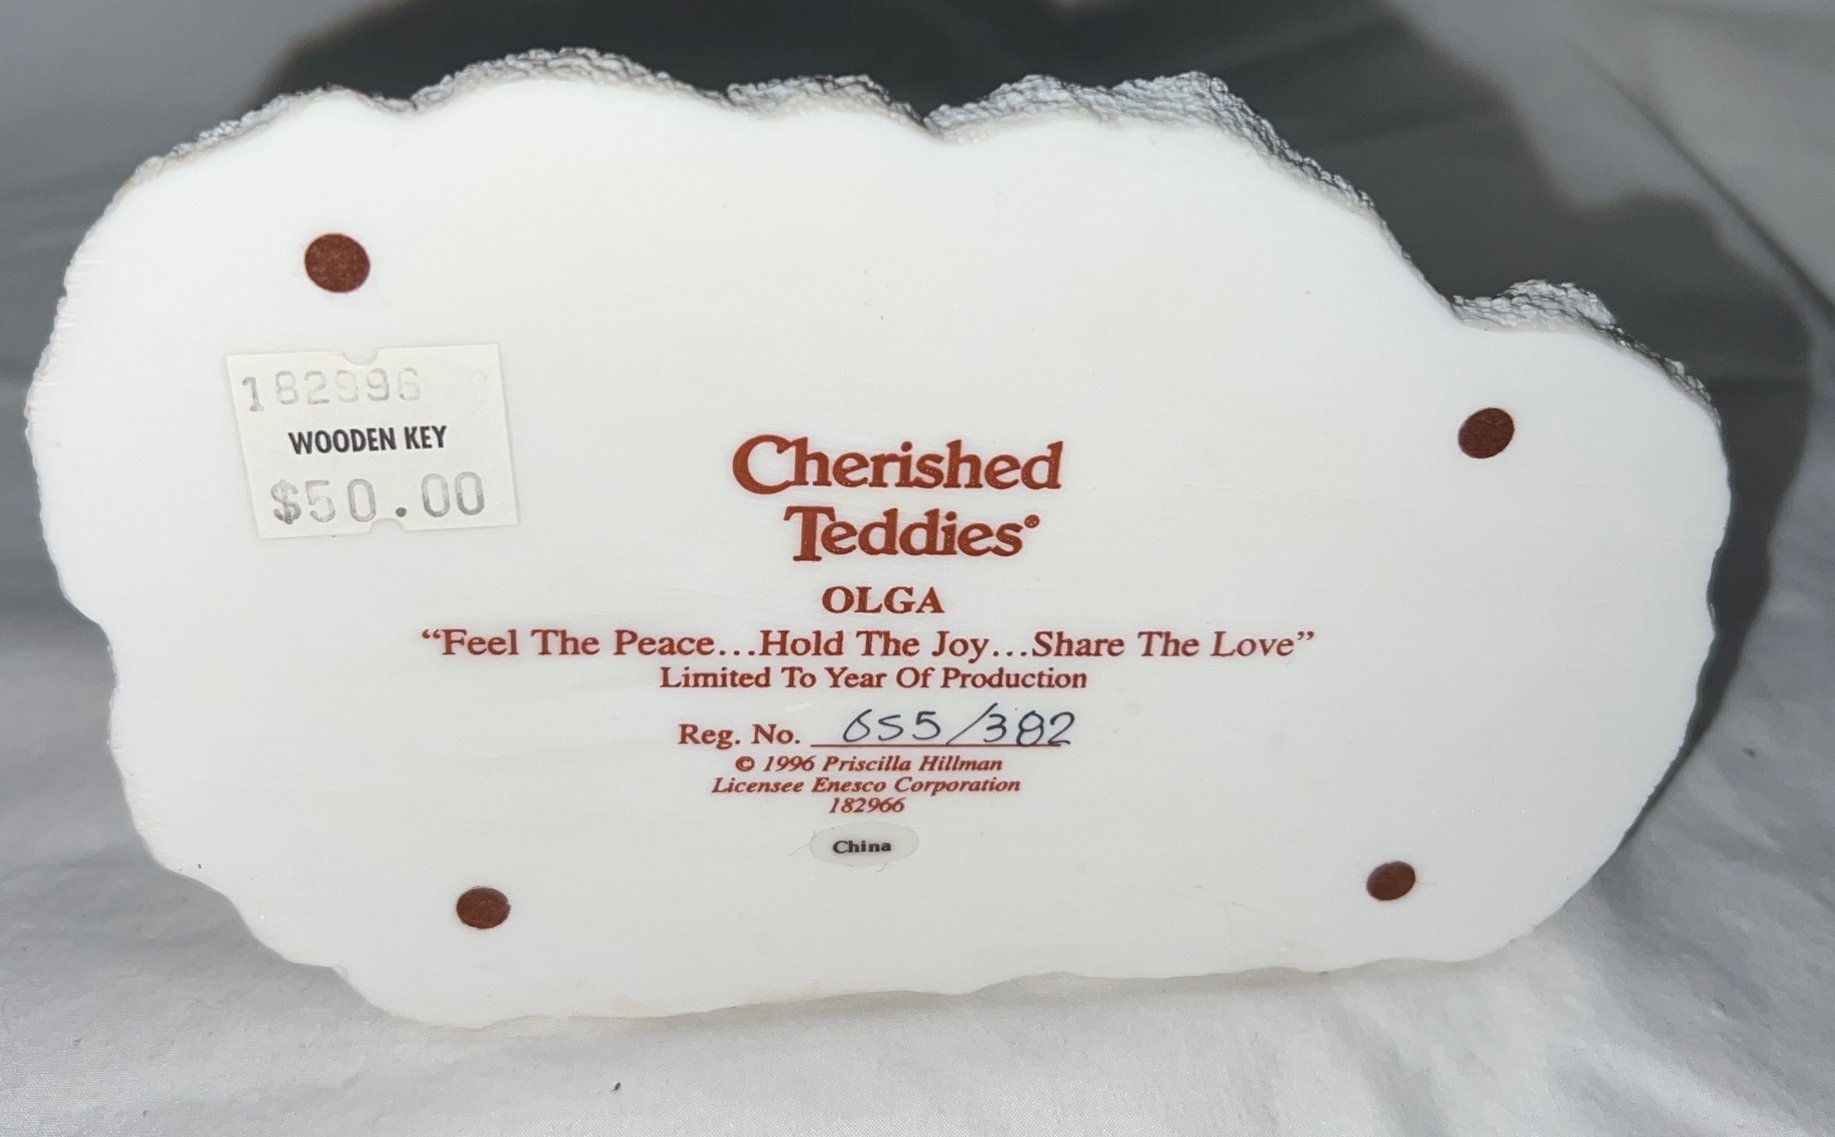 182996
WOODEN KEY
$50.00
Cherished
Teddies®
OLGA
“Feel The Peace...Hold The Joy...Share The Love”
Limited To Year Of Production
Reg. No. 6S5/382
© 1996 Priscilla Hillman
Licensee Enesco Corporation
182966
China